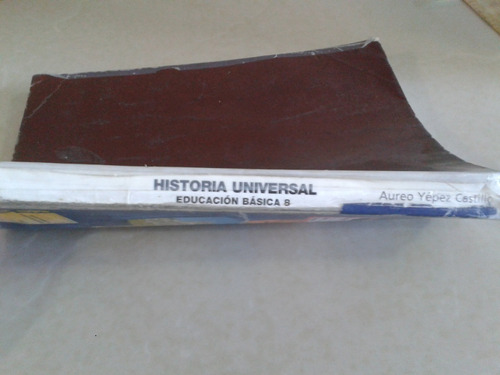 HISTORIA UNIVERSAL
EDUCACIÓN BÁSICA 8
Aureo Yépez Castillo